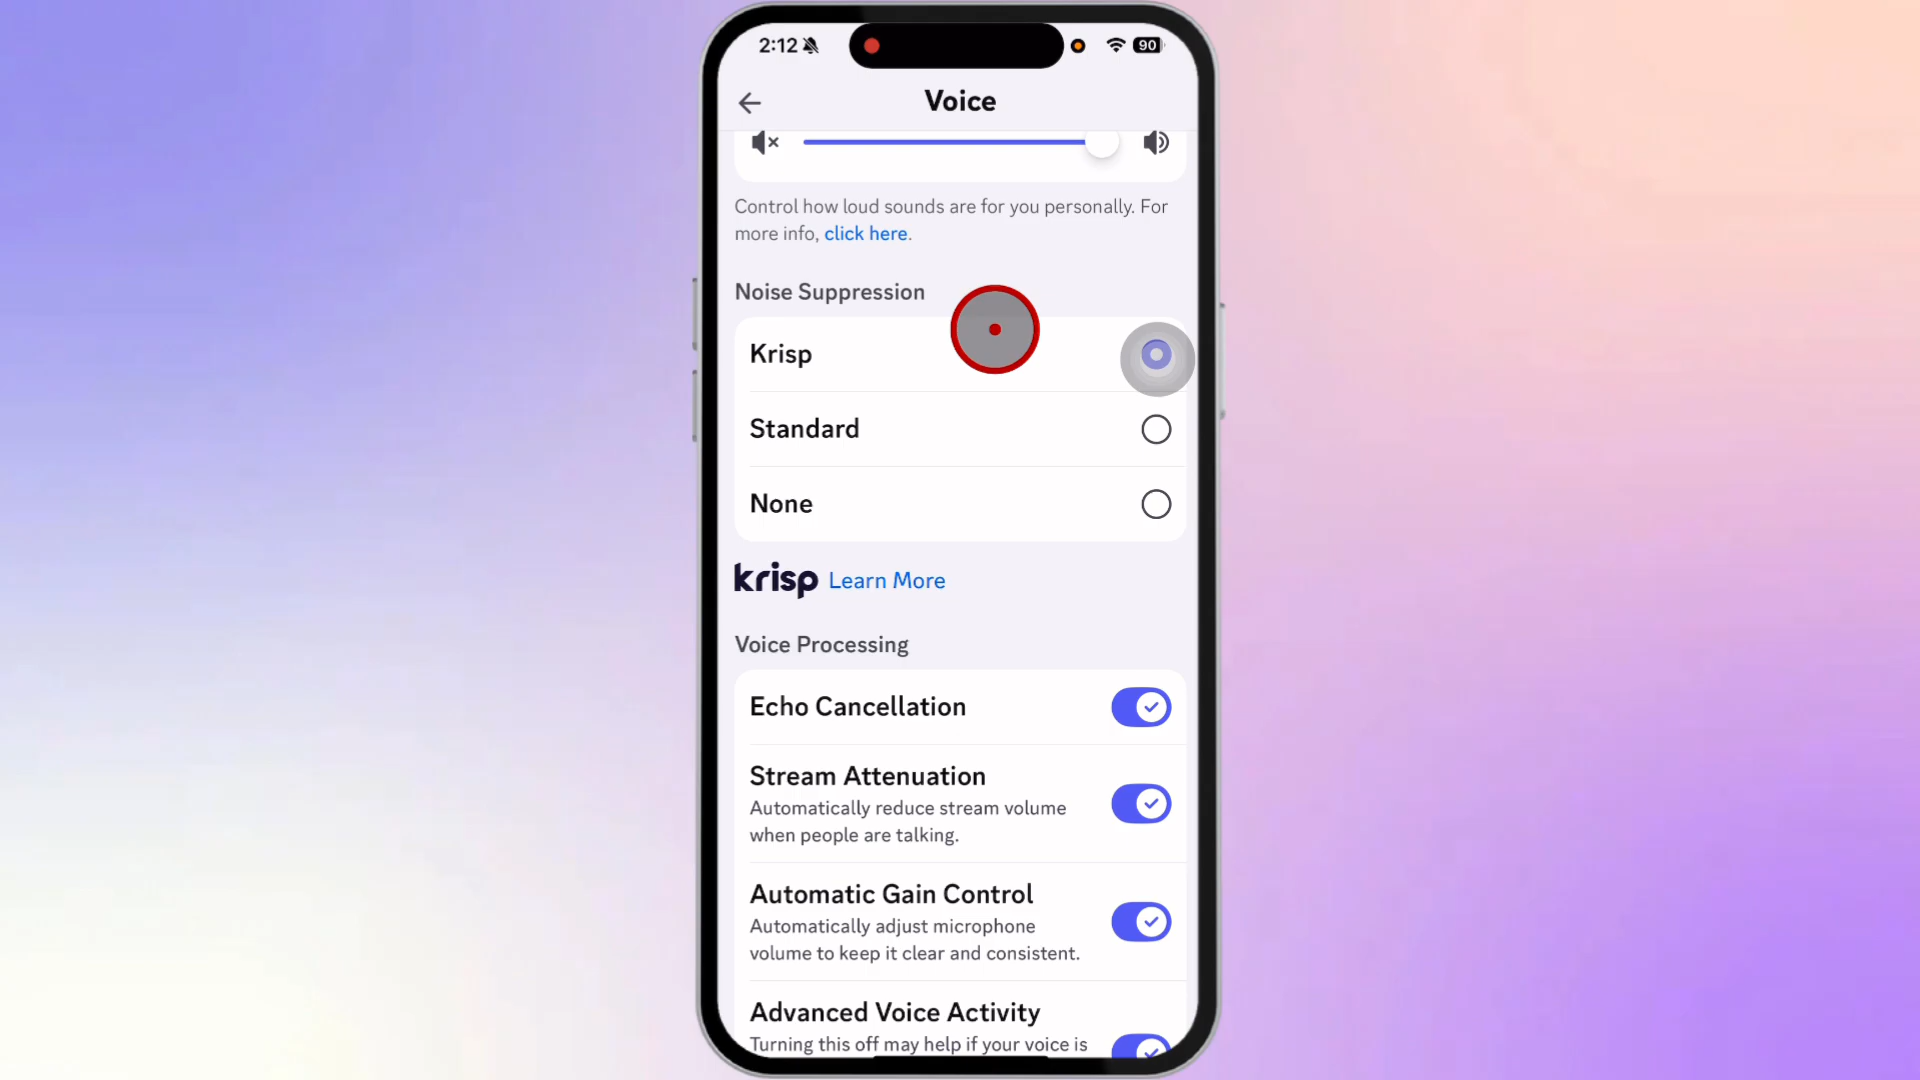 2:12
90
Voice
Control how loud sounds are for you personally. For
more info, click here.
Noise Suppression
Krisp
Standard
None
krisp Learn More
Voice Processing
Echo Cancellation
Stream Attenuation
Automatically reduce stream volume
when people are talking.
Automatic Gain Control
Automatically adjust microphone
volume to keep it clear and consistent.
Advanced Voice Activity
Turning this off may help if your voice is